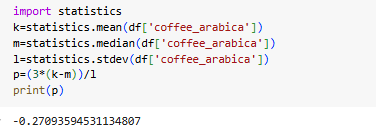 import statistics
k=statistics.mean(df['coffee_arabica'])
m=statistics.median(df['coffee_arabica'])
l=statistics.stdev(df['coffee_arabica'])
p=(3*(k-m))/l
print(p)
-0.27093594531134807